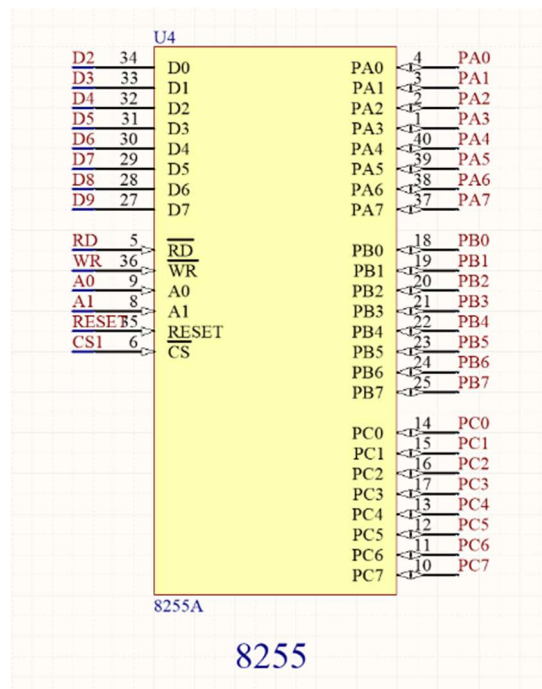 U4
D2 34 D0 PA0 4 PA0
D3 33 D1 PA1 3 PA1
D4 32 D2 PA2 2 PA2
D5 31 D3 PA3 1 PA3
D6 30 D4 PA4 40 PA4
D7 29 D5 PA5 39 PA5
D8 28 D6 PA6 38 PA6
D9 27 D7 PA7 37 PA7
RD 5 RD PB0 18 PB0
WR 36 WR PB1 19 PB1
A0 9 A0 PB2 20 PB2
A1 8 A1 PB3 21 PB3
RESET 35 RESET PB4 22 PB4
CS1 6 CS PB5 23 PB5
PB6 24 PB6
PB7 25 PB7
PC0 14 PC0
PC1 15 PC1
PC2 16 PC2
PC3 17 PC3
PC4 13 PC4
PC5 12 PC5
PC6 11 PC6
PC7 10 PC7
8255A
8255